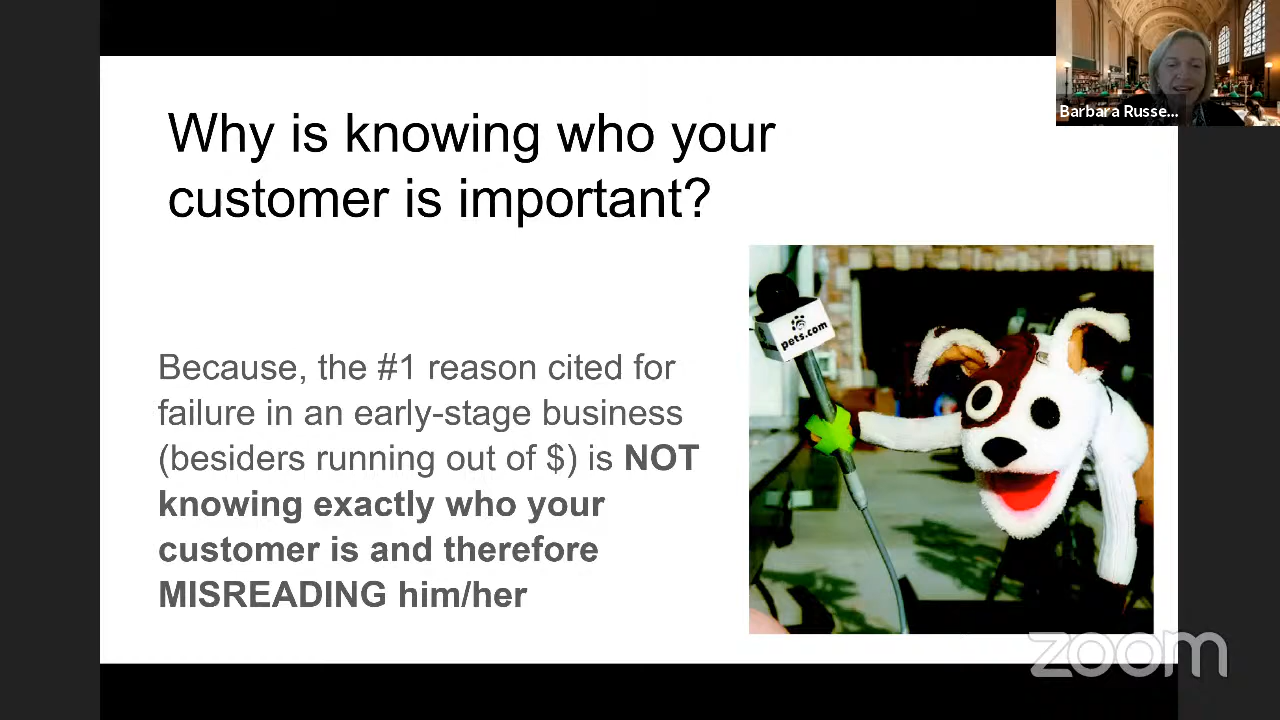 Why is knowing who your
customer is important?
Because, the #1 reason cited for
failure in an early-stage business
(besiders running out of $) is NOT
knowing exactly who your
customer is and therefore
MISREADING him/her
pets.com
Barbara Russe...
zoom